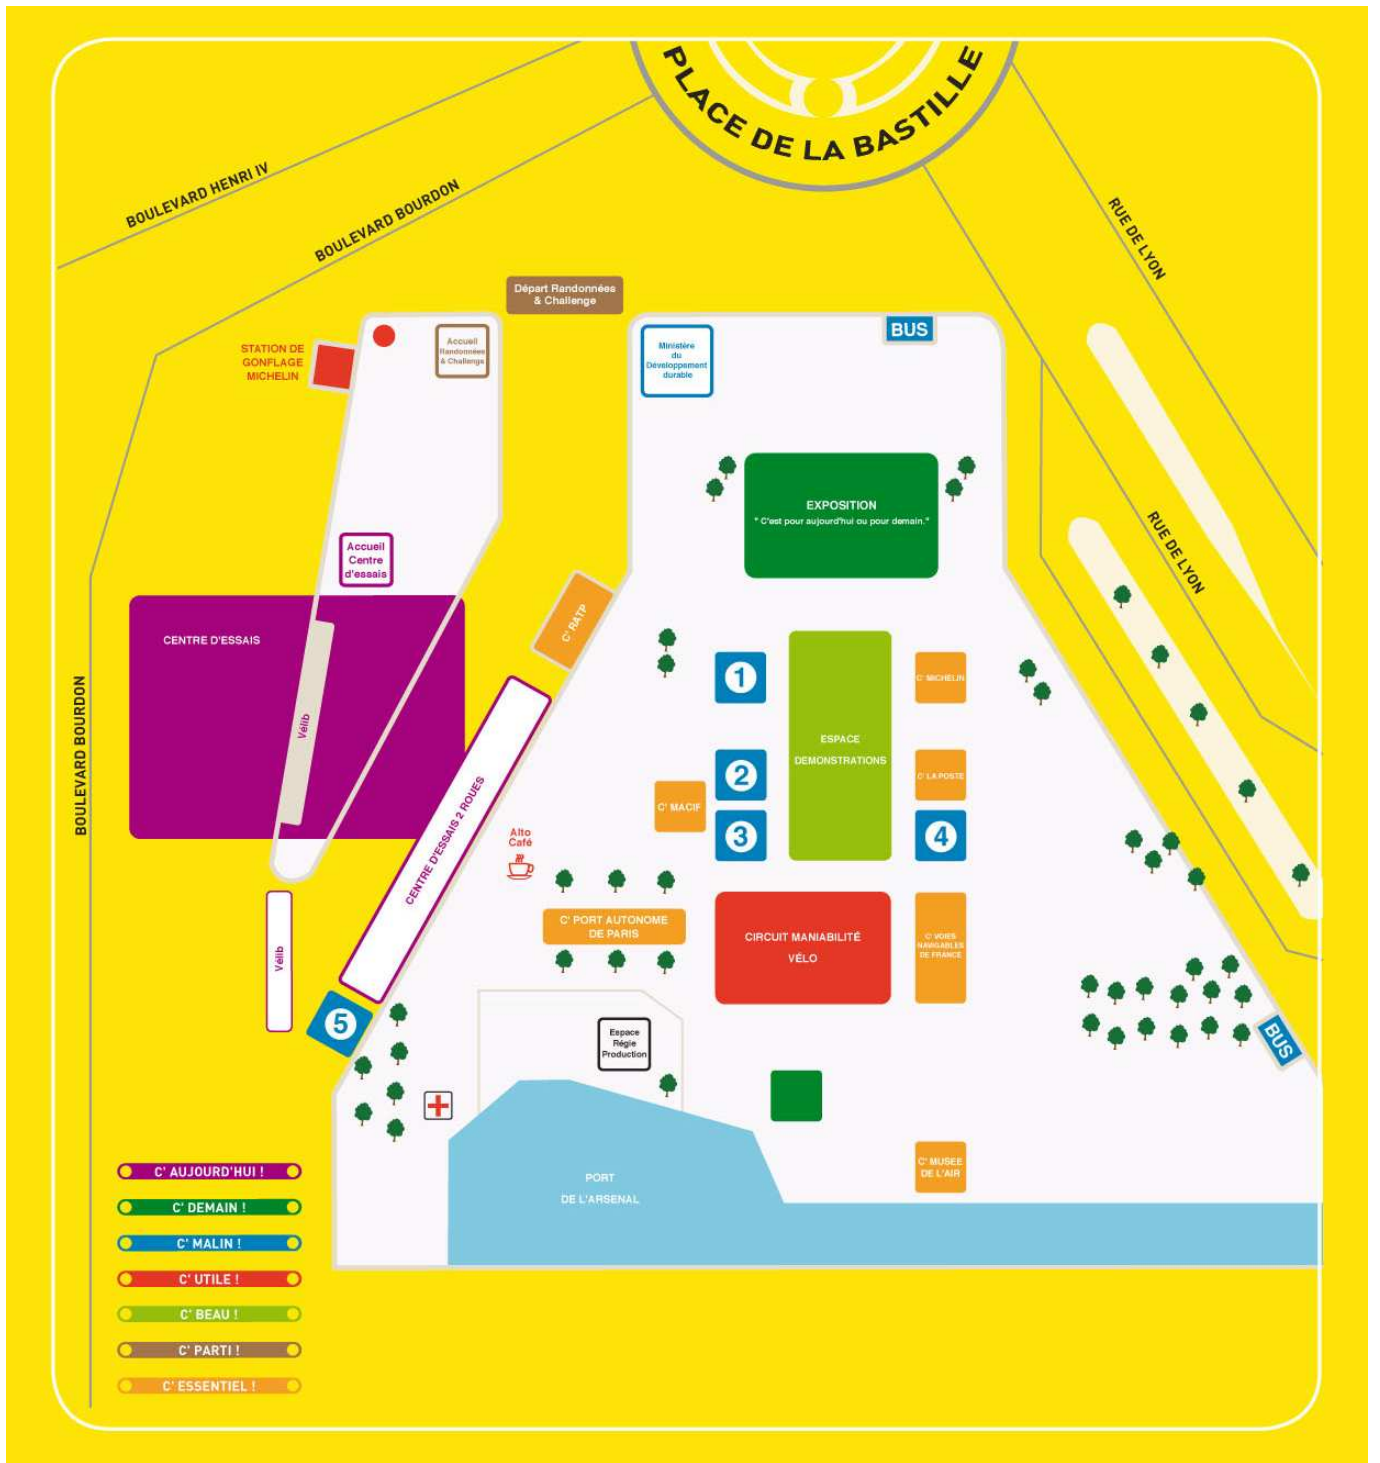 PLACE DE LA BASTILLE
BOULEVARD HENRI IV
BOULEVARD BOURDON
RUE DE LYON
Départ Randonnées
& Challenge
BUS
STATION DE
GONFLAGE
MICHELIN
Accueil
Randonnées
& Challenge
Ministère
du
Développement
durable
EXPOSITION
" C'est pour aujourd'hui ou pour demain."
RUE DE LYON
Accueil
Centre
d'essais
C' RATP
CENTRE D'ESSAIS
Vélib
1
C' MICHELIN
ESPACE
DEMONSTRATIONS
2
C' LA POSTE
BOULEVARD BOURDON
CENTRE D'ESSAIS 2 ROUES
C' MACIF
3
4
Alto
Café
C' PORT AUTONOME
DE PARIS
CIRCUIT MANIABILITÉ
VÉLO
C' VOIES
NAVIGABLES
DE FRANCE
Vélib
5
Espace
Régie
Production
BUS
C' MUSEE
DE L'AIR
PORT
DE L'ARSENAL
C' AUJOURD'HUI !
C' DEMAIN !
C' MALIN !
C' UTILE !
C' BEAU !
C' PARTI !
C' ESSENTIEL !